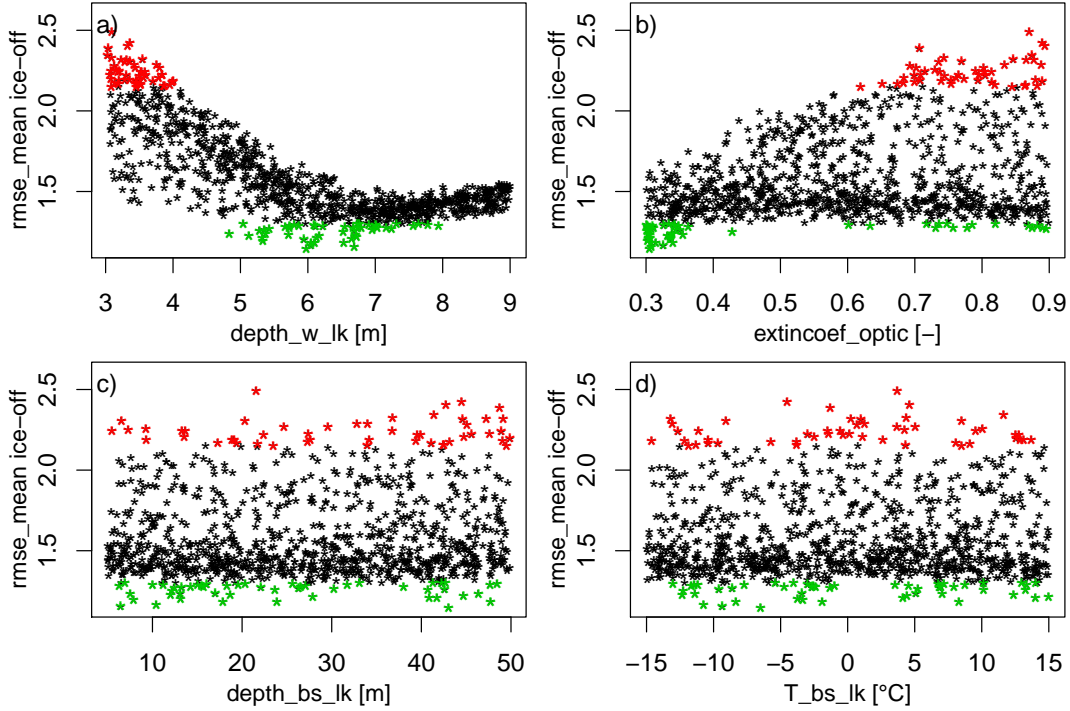 a)
2.5
2.0
1.5
rmse_mean ice−off
3 4 5 6 7 8 9
depth_w_lk [m]
b)
2.5
2.0
1.5
rmse_mean ice−off
0.3 0.4 0.5 0.6 0.7 0.8 0.9
extincoef_optic [−]
c)
2.5
2.0
1.5
rmse_mean ice−off
10 20 30 40 50
depth_bs_lk [m]
d)
2.5
2.0
1.5
rmse_mean ice−off
−15 −10 −5 0 5 10 15
T_bs_lk [°C]